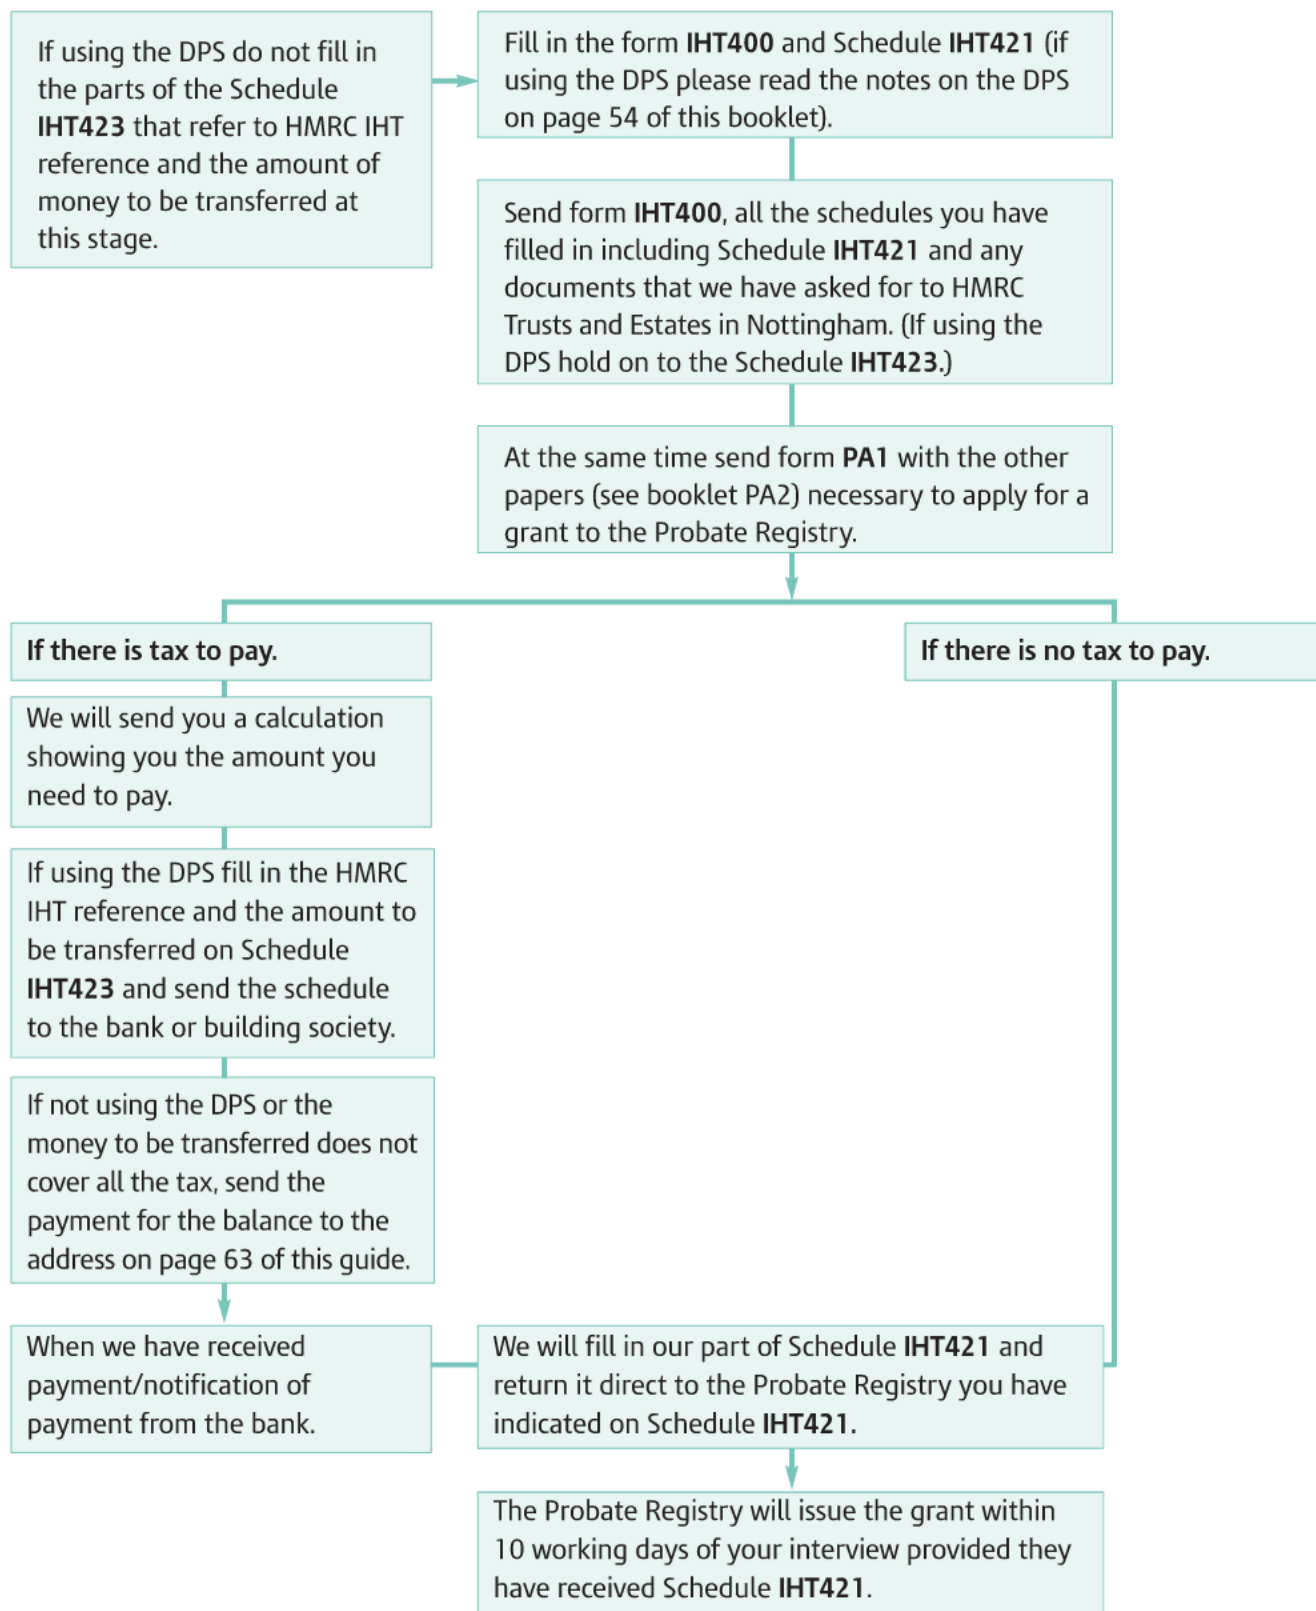 If using the DPS do not fill in
the parts of the Schedule
IHT423 that refer to HMRC IHT
reference and the amount of
money to be transferred at
this stage.
Fill in the form IHT400 and Schedule IHT421 (if
using the DPS please read the notes on the DPS
on page 54 of this booklet).
Send form IHT400, all the schedules you have
filled in including Schedule IHT421 and any
documents that we have asked for to HMRC
Trusts and Estates in Nottingham. (If using the
DPS hold on to the Schedule IHT423.)
At the same time send form PA1 with the other
papers (see booklet PA2) necessary to apply for a
grant to the Probate Registry.
If there is tax to pay.
If there is no tax to pay.
We will send you a calculation
showing you the amount you
need to pay.
If using the DPS fill in the HMRC
IHT reference and the amount to
be transferred on Schedule
IHT423 and send the schedule
to the bank or building society.
If not using the DPS or the
money to be transferred does not
cover all the tax, send the
payment for the balance to the
address on page 63 of this guide.
When we have received
payment/notification of
payment from the bank.
We will fill in our part of Schedule IHT421 and
return it direct to the Probate Registry you have
indicated on Schedule IHT421.
The Probate Registry will issue the grant within
10 working days of your interview provided they
have received Schedule IHT421.